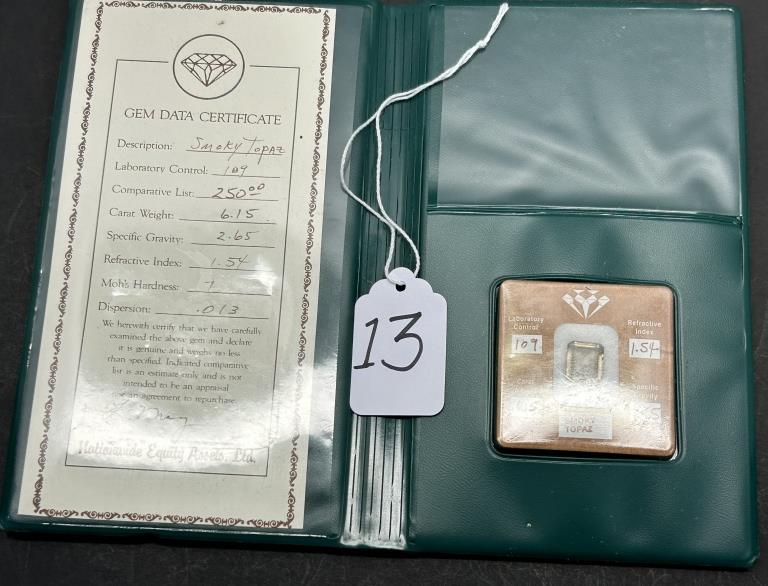 GEM DATA CERTIFICATE
Description: Smoky Topaz
Laboratory Control: 109
Comparative List: 250.00
Carat Weight: 6.15
Specific Gravity: 2.65
Refractive Index: 1.54
Moh's Hardness: 7
Dispersion: .013
We herewith certify that we have carefully
examined the above gem and declare
it is genuine and weighs no less
than specified. Indicated comparative
list is an estimate only and is not
intended to be an appraisal
or an agreement to repurchase.
Nationwide Equity Assets, Ltd.
13
Laboratory
Control
109
Refractive
Index
1.54
Carat
Specific
Gravity
SMOKY
TOPAZ